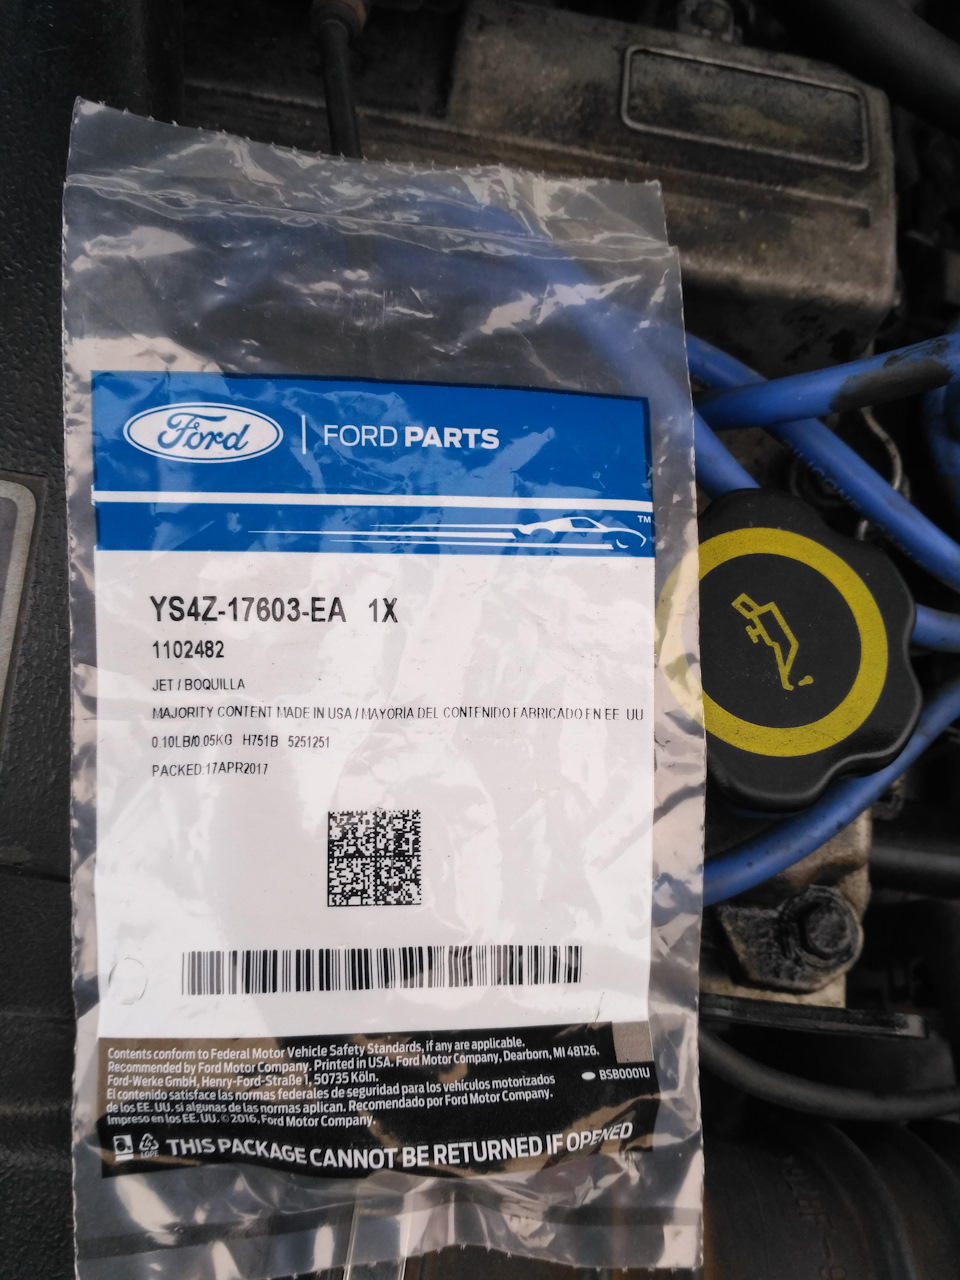 Ford | FORD PARTS
TM
YS4Z-17603-EA 1X
1102482
JET / BOQUILLA
MAJORITY CONTENT MADE IN USA / MAYORIA DEL CONTENIDO FABRICADO EN EE UU
0.10LB/0.05KG H751B 5251251
PACKED:17APR2017
Contents conform to Federal Motor Vehicle Safety Standards, if any are applicable.
Recommended by Ford Motor Company. Printed in USA. Ford Motor Company, Dearborn, MI 48126.
Ford-Werke GmbH, Henry-Ford-Straße 1, 50735 Köln.
BSB0001U
El contenido satisface las normas federales de seguridad para los vehículos motorizados
de los EE. UU. si algunas de las normas aplican. Recomendado por Ford Motor Company.
Impreso en los EE. UU. © 2016, Ford Motor Company.
4
LDPE
THIS PACKAGE CANNOT BE RETURNED IF OPENED